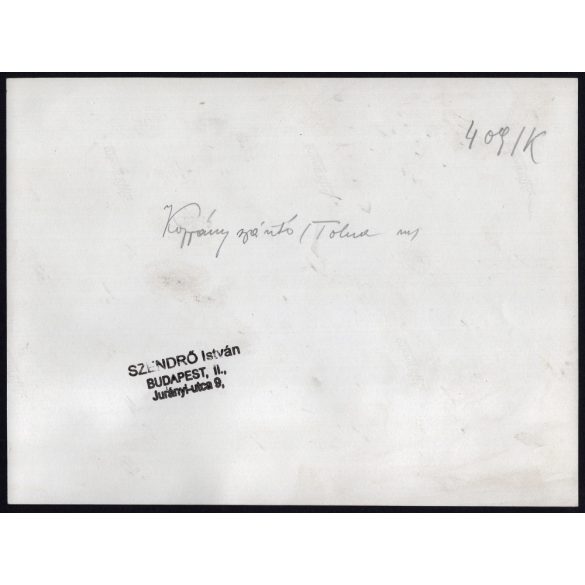 409/K
Koppány szántó /Tolna m/
SZENDRŐ István
BUDAPEST, II.,
Jurányi-utca 9,